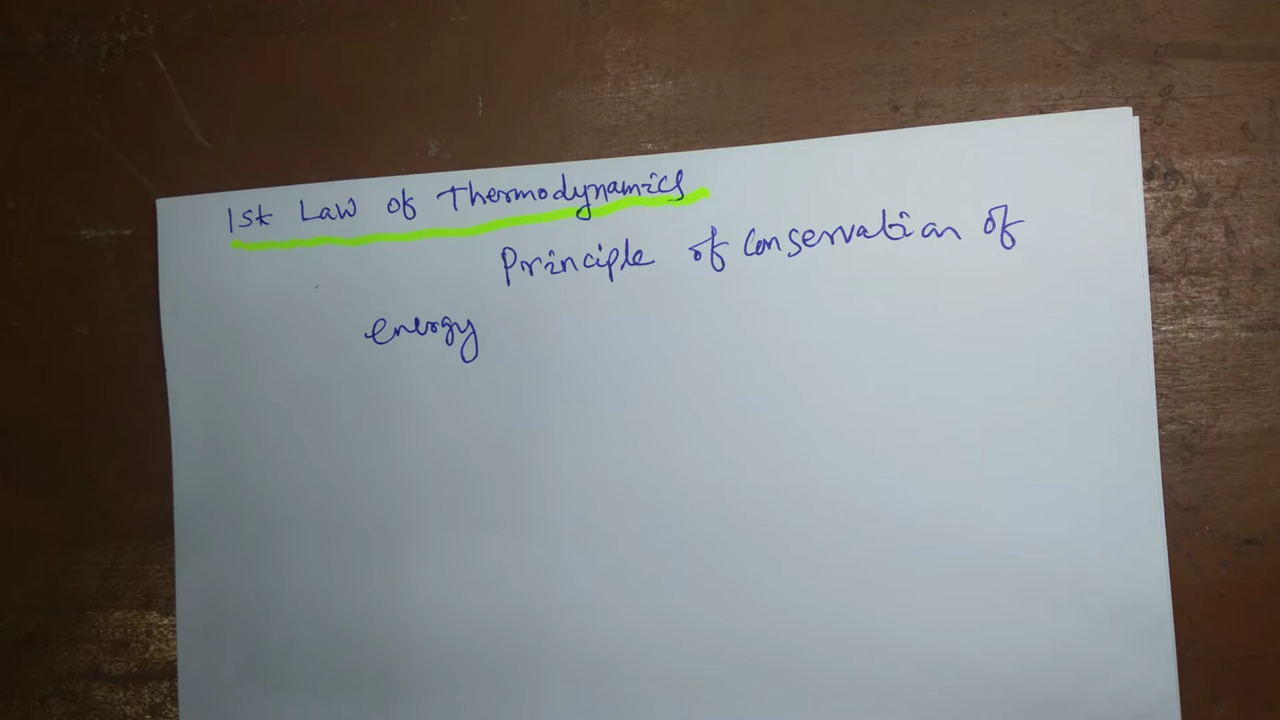 1st Law of Thermodynamics
Principle of Conservation of
energy